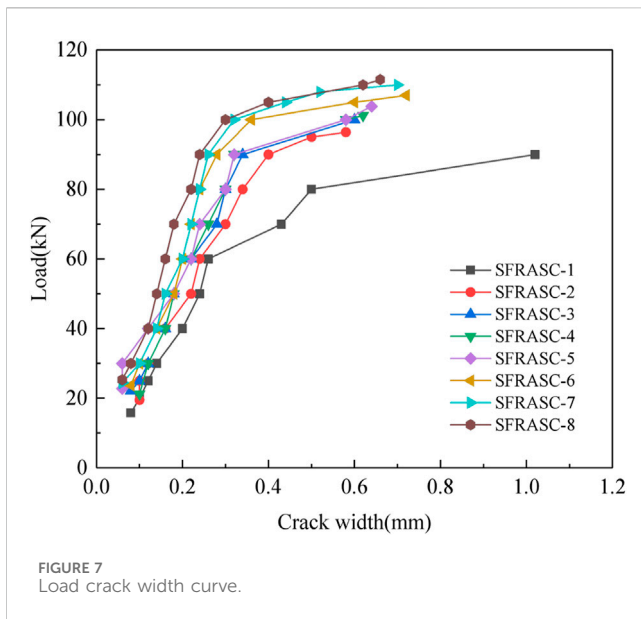 120
100
80
60
40
20
0
Load(kN)
SFRASC-1
SFRASC-2
SFRASC-3
SFRASC-4
SFRASC-5
SFRASC-6
SFRASC-7
SFRASC-8
0.0 0.2 0.4 0.6 0.8 1.0 1.2
Crack width(mm)
FIGURE 7
Load crack width curve.